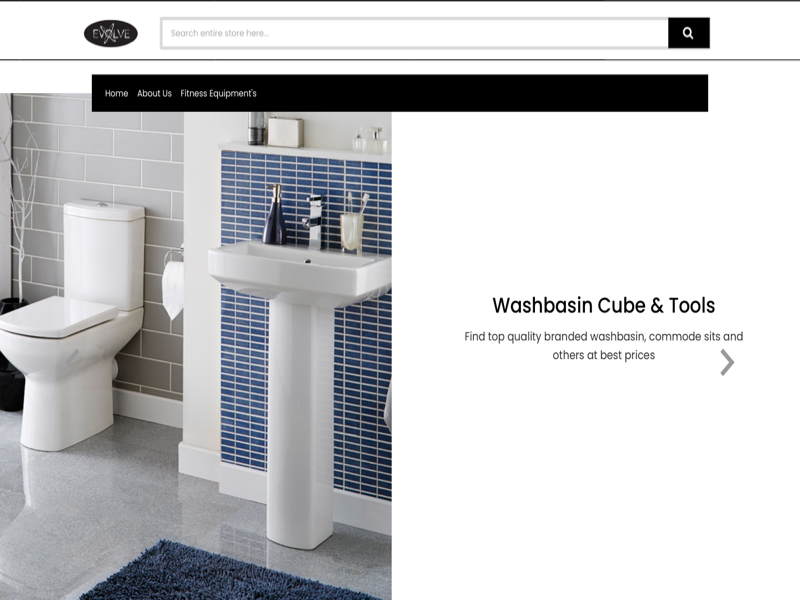 EVOLVE
Search entire store here...
Home About Us Fitness Equipment's
Washbasin Cube & Tools
Find top quality branded washbasin, commode sits and
others at best prices